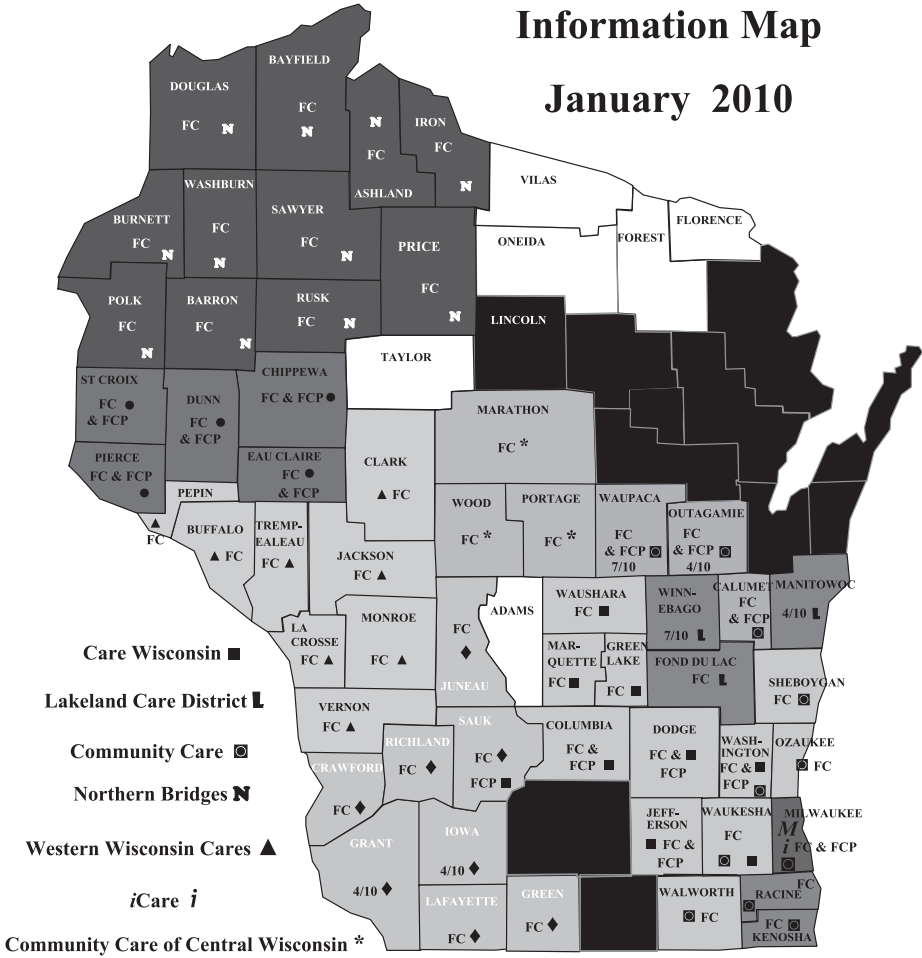 Information Map
January 2010
BAYFIELD
FC
N
DOUGLAS
FC N
N
FC
ASHLAND
IRON
FC
N
VILAS
FLORENCE
WASHBURN
FC
N
SAWYER
FC N
BURNETT
FC
N
PRICE
FC
N
ONEIDA
FOREST
POLK
FC
N
BARRON
FC
N
RUSK
FC N
LINCOLN
TAYLOR
ST CROIX
FC ●
& FCP
DUNN
FC ●
& FCP
CHIPPEWA
FC & FCP ●
MARATHON
FC *
PIERCE
FC & FCP
●
EAU CLAIRE
FC ●
& FCP
CLARK
▲ FC
PEPIN
▲
FC
WOOD
FC *
PORTAGE
FC *
WAUPACA
FC
& FCP
7/10
OUTAGAMIE
FC
& FCP
4/10
BUFFALO
▲ FC
TREMP-
EALEAU
FC ▲
JACKSON
FC ▲
WAUSHARA
FC ■
WINN-
EBAGO
7/10 L
CALUMET
FC
& FCP
MANITOWOC
4/10 L
ADAMS
LA
CROSSE
FC ▲
MONROE
FC ▲
FC
◆
JUNEAU
MAR-
QUETTE
FC ■
GREEN
LAKE
FC ■
FOND DU LAC
FC L
SHEBOYGAN
FC
Care Wisconsin ■
Lakeland Care District L
Community Care
Northern Bridges N
Western Wisconsin Cares ▲
iCare i
Community Care of Central Wisconsin *
VERNON
FC ▲
RICHLAND
FC ◆
SAUK
FC ◆
FCP ■
COLUMBIA
FC &
FCP ■
DODGE
FC & ■
FCP
WASH-
INGTON
FC & ■
FCP
OZAUKEE
FC
CRAWFORD
FC ◆
GRANT
4/10 ◆
IOWA
4/10 ◆
JEFF-
ERSON
■ FC &
FCP
WAUKESHA
FC
■
MILWAUKEE
M
i FC & FCP
LAFAYETTE
FC ◆
GREEN
FC ◆
WALWORTH
FC
FC
RACINE
FC
KENOSHA